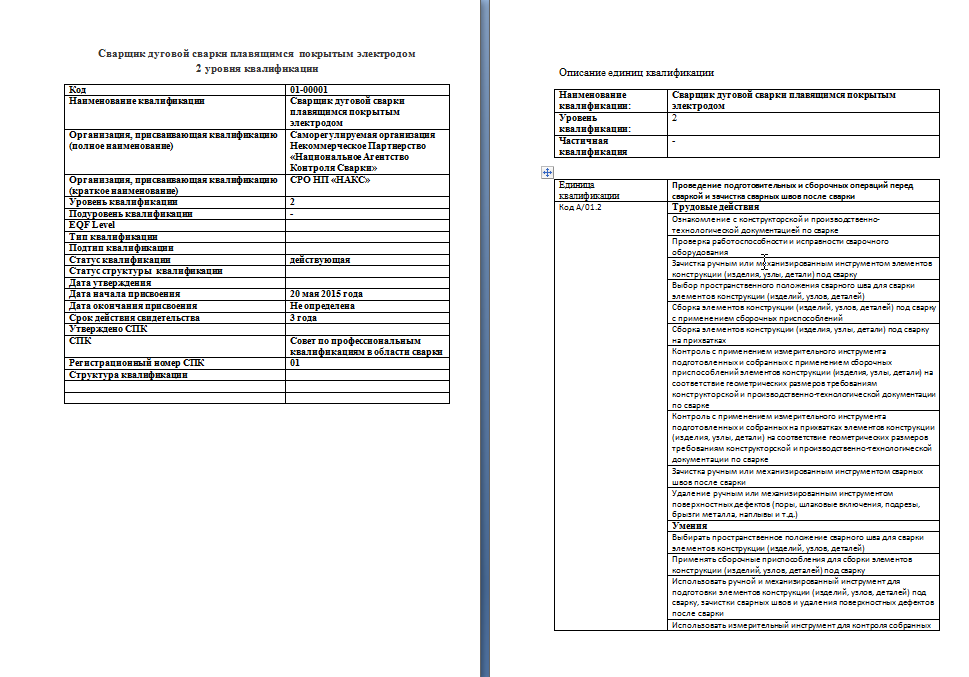 Сварщик дуговой сварки плавящимся покрытым электродом
2 уровня квалификации
Код 01-00001
Наименование квалификации Сварщик дуговой сварки
плавящимся покрытым
электродом
Организация, присваивающая квалификацию Саморегулируемая организация
(полное наименование) Некоммерческое Партнерство
«Национальное Агентство
Контроля Сварки»
Организация, присваивающая квалификацию СРО НП «НАКС»
(краткое наименование)
Уровень квалификации 2
Подуровень квалификации -
EQF Level
Тип квалификации
Подтип квалификации
Статус квалификации действующая
Статус структуры квалификации
Дата утверждения
Дата начала присвоения 20 мая 2015 года
Дата окончания присвоения Не определена
Срок действия свидетельства 3 года
Утверждено СПК
СПК Совет по профессиональным
квалификациям в области сварки
Регистрационный номер СПК 01
Структура квалификации
Описание единиц квалификации
Наименование Сварщик дуговой сварки плавящимся покрытым
квалификации: электродом
Уровень 2
квалификации:
Частичная -
квалификация
Единица Проведение подготовительных и сборочных операций перед
квалификации сваркой и зачистка сварных швов после сварки
Код А/01.2 Трудовые действия
Ознакомление с конструкторской и производственно-
технологической документацией по сварке
Проверка работоспособности и исправности сварочного
оборудования
Зачистка ручным или механизированным инструментом элементов
конструкции (изделия, узлы, детали) под сварку
Выбор пространственного положения сварного шва для сварки
элементов конструкции (изделий, узлов, деталей)
Сборка элементов конструкции (изделий, узлов, деталей) под сварку
с применением сборочных приспособлений
Сборка элементов конструкции (изделия, узлы, детали) под сварку
на прихватках
Контроль с применением измерительного инструмента
подготовленных и собранных с применением сборочных
приспособлений элементов конструкции (изделия, узлы, детали) на
соответствие геометрических размеров требованиям
конструкторской и производственно-технологической документации
по сварке
Контроль с применением измерительного инструмента
подготовленных и собранных на прихватках элементов конструкции
(изделия, узлы, детали) на соответствие геометрических размеров
требованиям конструкторской и производственно-технологической
документации по сварке
Зачистка ручным или механизированным инструментом сварных
швов после сварки
Удаление ручным или механизированным инструментом
поверхностных дефектов (поры, шлаковые включения, подрезы,
брызги металла, наплывы и т.д.)
Умения
Выбирать пространственное положение сварного шва для сварки
элементов конструкции (изделий, узлов, деталей)
Применять сборочные приспособления для сборки элементов
конструкции (изделий, узлов, деталей) под сварку
Использовать ручной и механизированный инструмент для
подготовки элементов конструкции (изделий, узлов, деталей) под
сварку, зачистки сварных швов и удаления поверхностных дефектов
после сварки
Использовать измерительный инструмент для контроля собранных